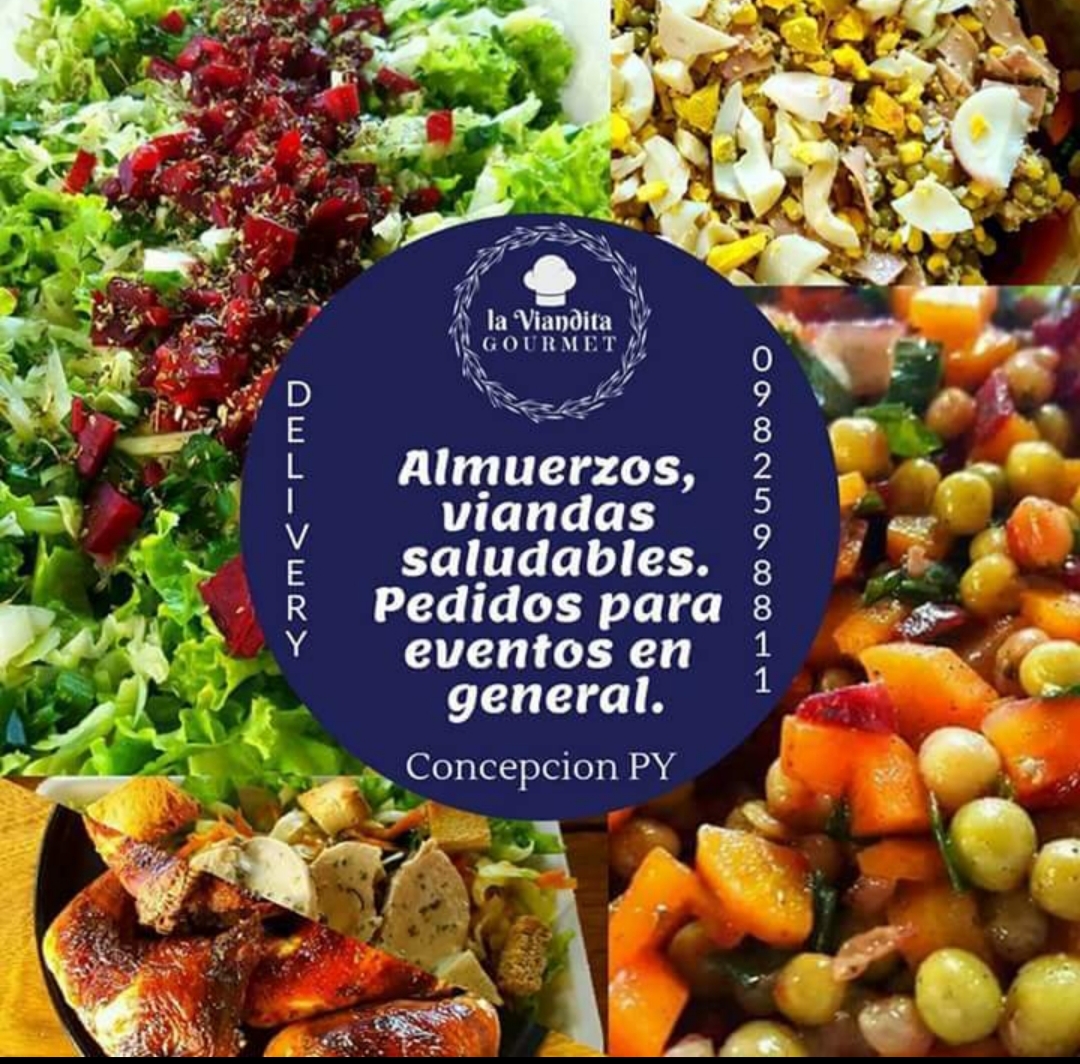 la Viandita
GOURMET
DELIVERY
Almuerzos,
viandas
saludables.
Pedidos para
eventos en
general.
0982598811
Concepcion PY